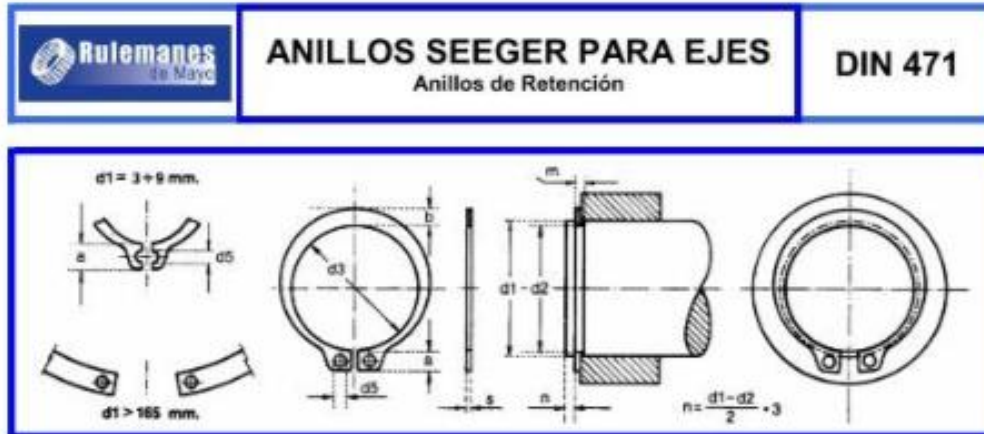 Rulemanes
de Mayo
ANILLOS SEEGER PARA EJES
Anillos de Retención
DIN 471
d1 = 3÷9 mm.
a
d5
d1 > 165 mm.
d3
b
a
d5
s
m
d1
d2
n
n = (d1-d2)/2 • 3